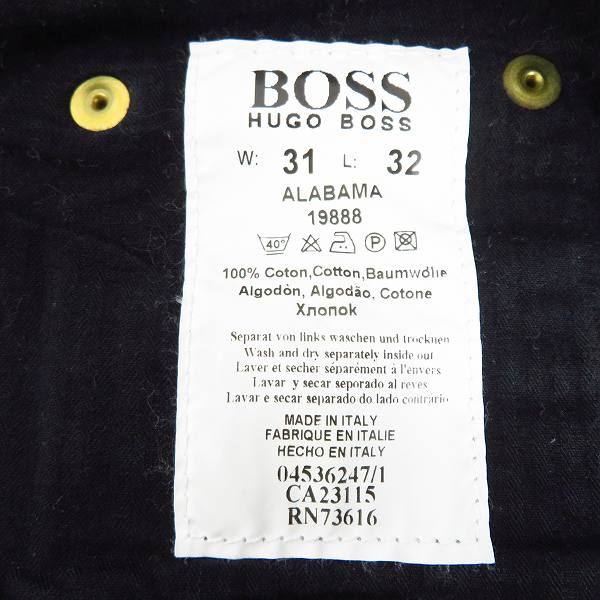 BOSS
HUGO BOSS
W: 31 L: 32
ALABAMA
19888
40°
P
100% Coton,Cotton,Baumwolle
Algodòn, Algodão, Cotone
Хлопок
Separat von links waschen und trocknen
Wash and dry separately inside out
Laver et secher séparément à l'envers
Lavar y secar seporado al reves
Lavar e secar separado do lado contrário
MADE IN ITALY
FABRIQUE EN ITALIE
HECHO EN ITALY
04536247/1
CA23115
RN73616